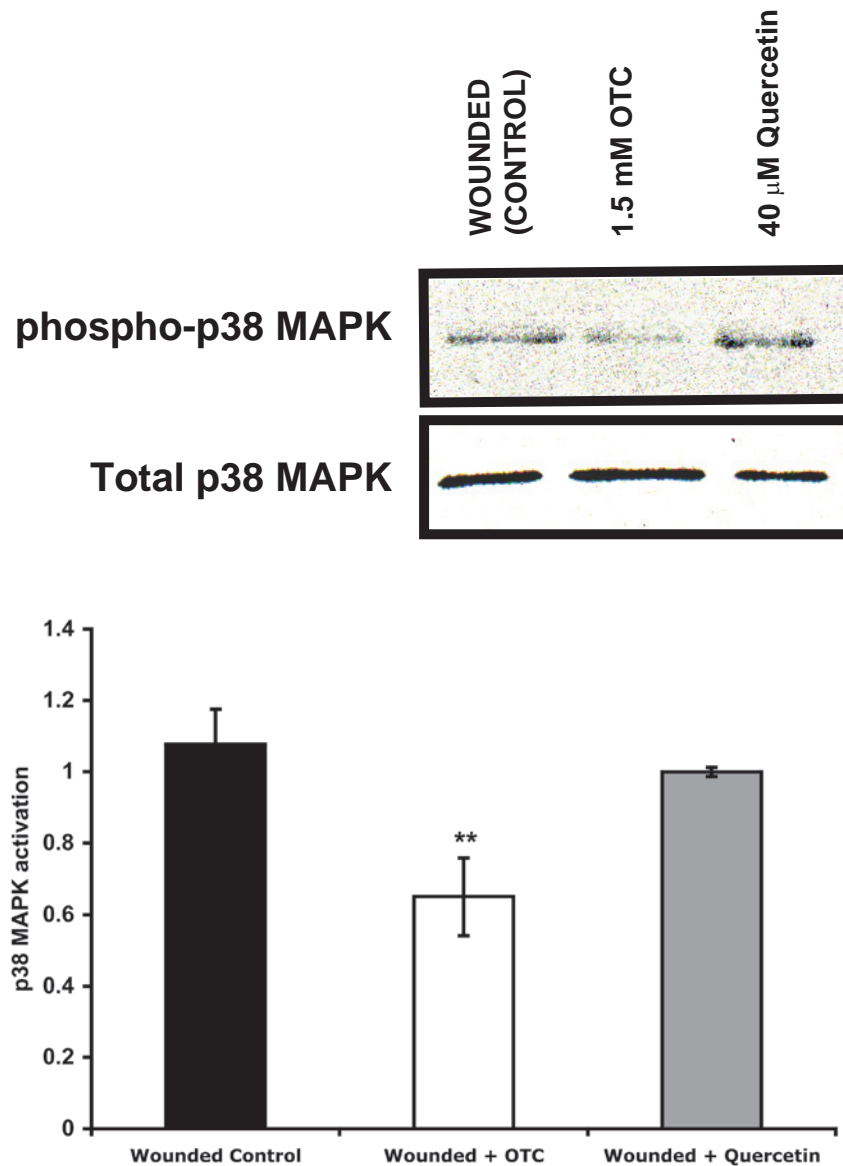 WOUNDED
(CONTROL)
1.5 mM OTC
40 μM Quercetin
phospho-p38 MAPK
Total p38 MAPK
p38 MAPK activation
1.4
1.2
1
0.8
0.6
0.4
0.2
0
**
Wounded Control
Wounded + OTC
Wounded + Quercetin